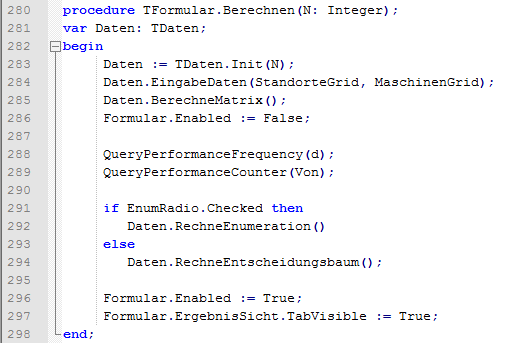 280 procedure TFormular.Berechnen(N: Integer);
281 var Daten: TDaten;
282 begin
283 Daten := TDaten.Init(N);
284 Daten.EingabeDaten(StandorteGrid, MaschinenGrid);
285 Daten.BerechneMatrix();
286 Formular.Enabled := False;
287
288 QueryPerformanceFrequency(d);
289 QueryPerformanceCounter(Von);
290
291 if EnumRadio.Checked then
292 Daten.RechneEnumeration()
293 else
294 Daten.RechneEntscheidungsbaum();
295
296 Formular.Enabled := True;
297 Formular.ErgebnisSicht.TabVisible := True;
298 end;